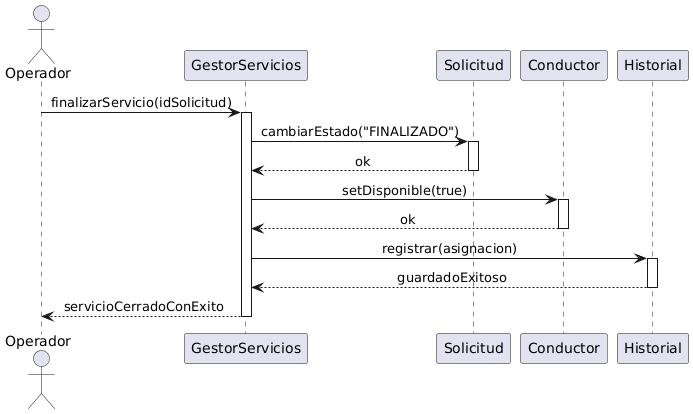 Operador
GestorServicios
Solicitud
Conductor
Historial
finalizarServicio(idSolicitud)
cambiarEstado("FINALIZADO")
ok
setDisponible(true)
ok
registrar(asignacion)
guardadoExitoso
servicioCerradoConExito
Operador
GestorServicios
Solicitud
Conductor
Historial